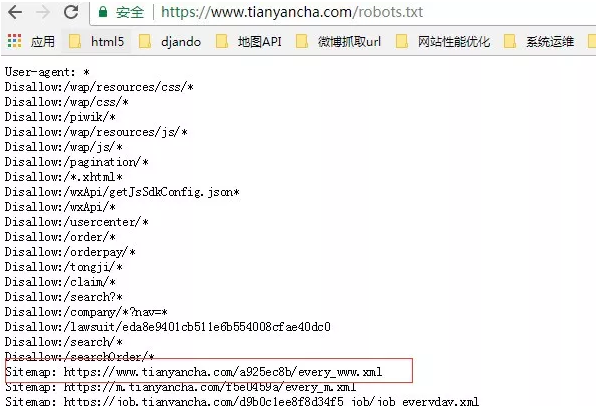 安全 https://www.tianyancha.com/robots.txt
应用 html5 djando 地图API 微博抓取url 网站性能优化 系统运维
User-agent: *
Disallow:/wap/resources/css/*
Disallow:/wap/css/*
Disallow:/piwik/*
Disallow:/wap/resources/js/*
Disallow:/wap/js/*
Disallow:/pagination/*
Disallow:/*.xhtml*
Disallow:/wxApi/getJsSdkConfig.json*
Disallow:/wxApi/*
Disallow:/usercenter/*
Disallow:/order/*
Disallow:/orderpay/*
Disallow:/tongji/*
Disallow:/claim/*
Disallow:/search?*
Disallow:/company/*?nav=*
Disallow:/lawsuit/eda8e9401cb511e6b554008cfae40dc0
Disallow:/search/*
Disallow:/searchOrder/*
Sitemap: https://www.tianyancha.com/a925ec8b/every_www.xml
Sitemap: https://m.tianyancha.com/f5e0459a/every_m.xml
Sitemap: https://job.tianyancha.com/d9b0c1ee8f8d34f5_job/job_everyday.xml